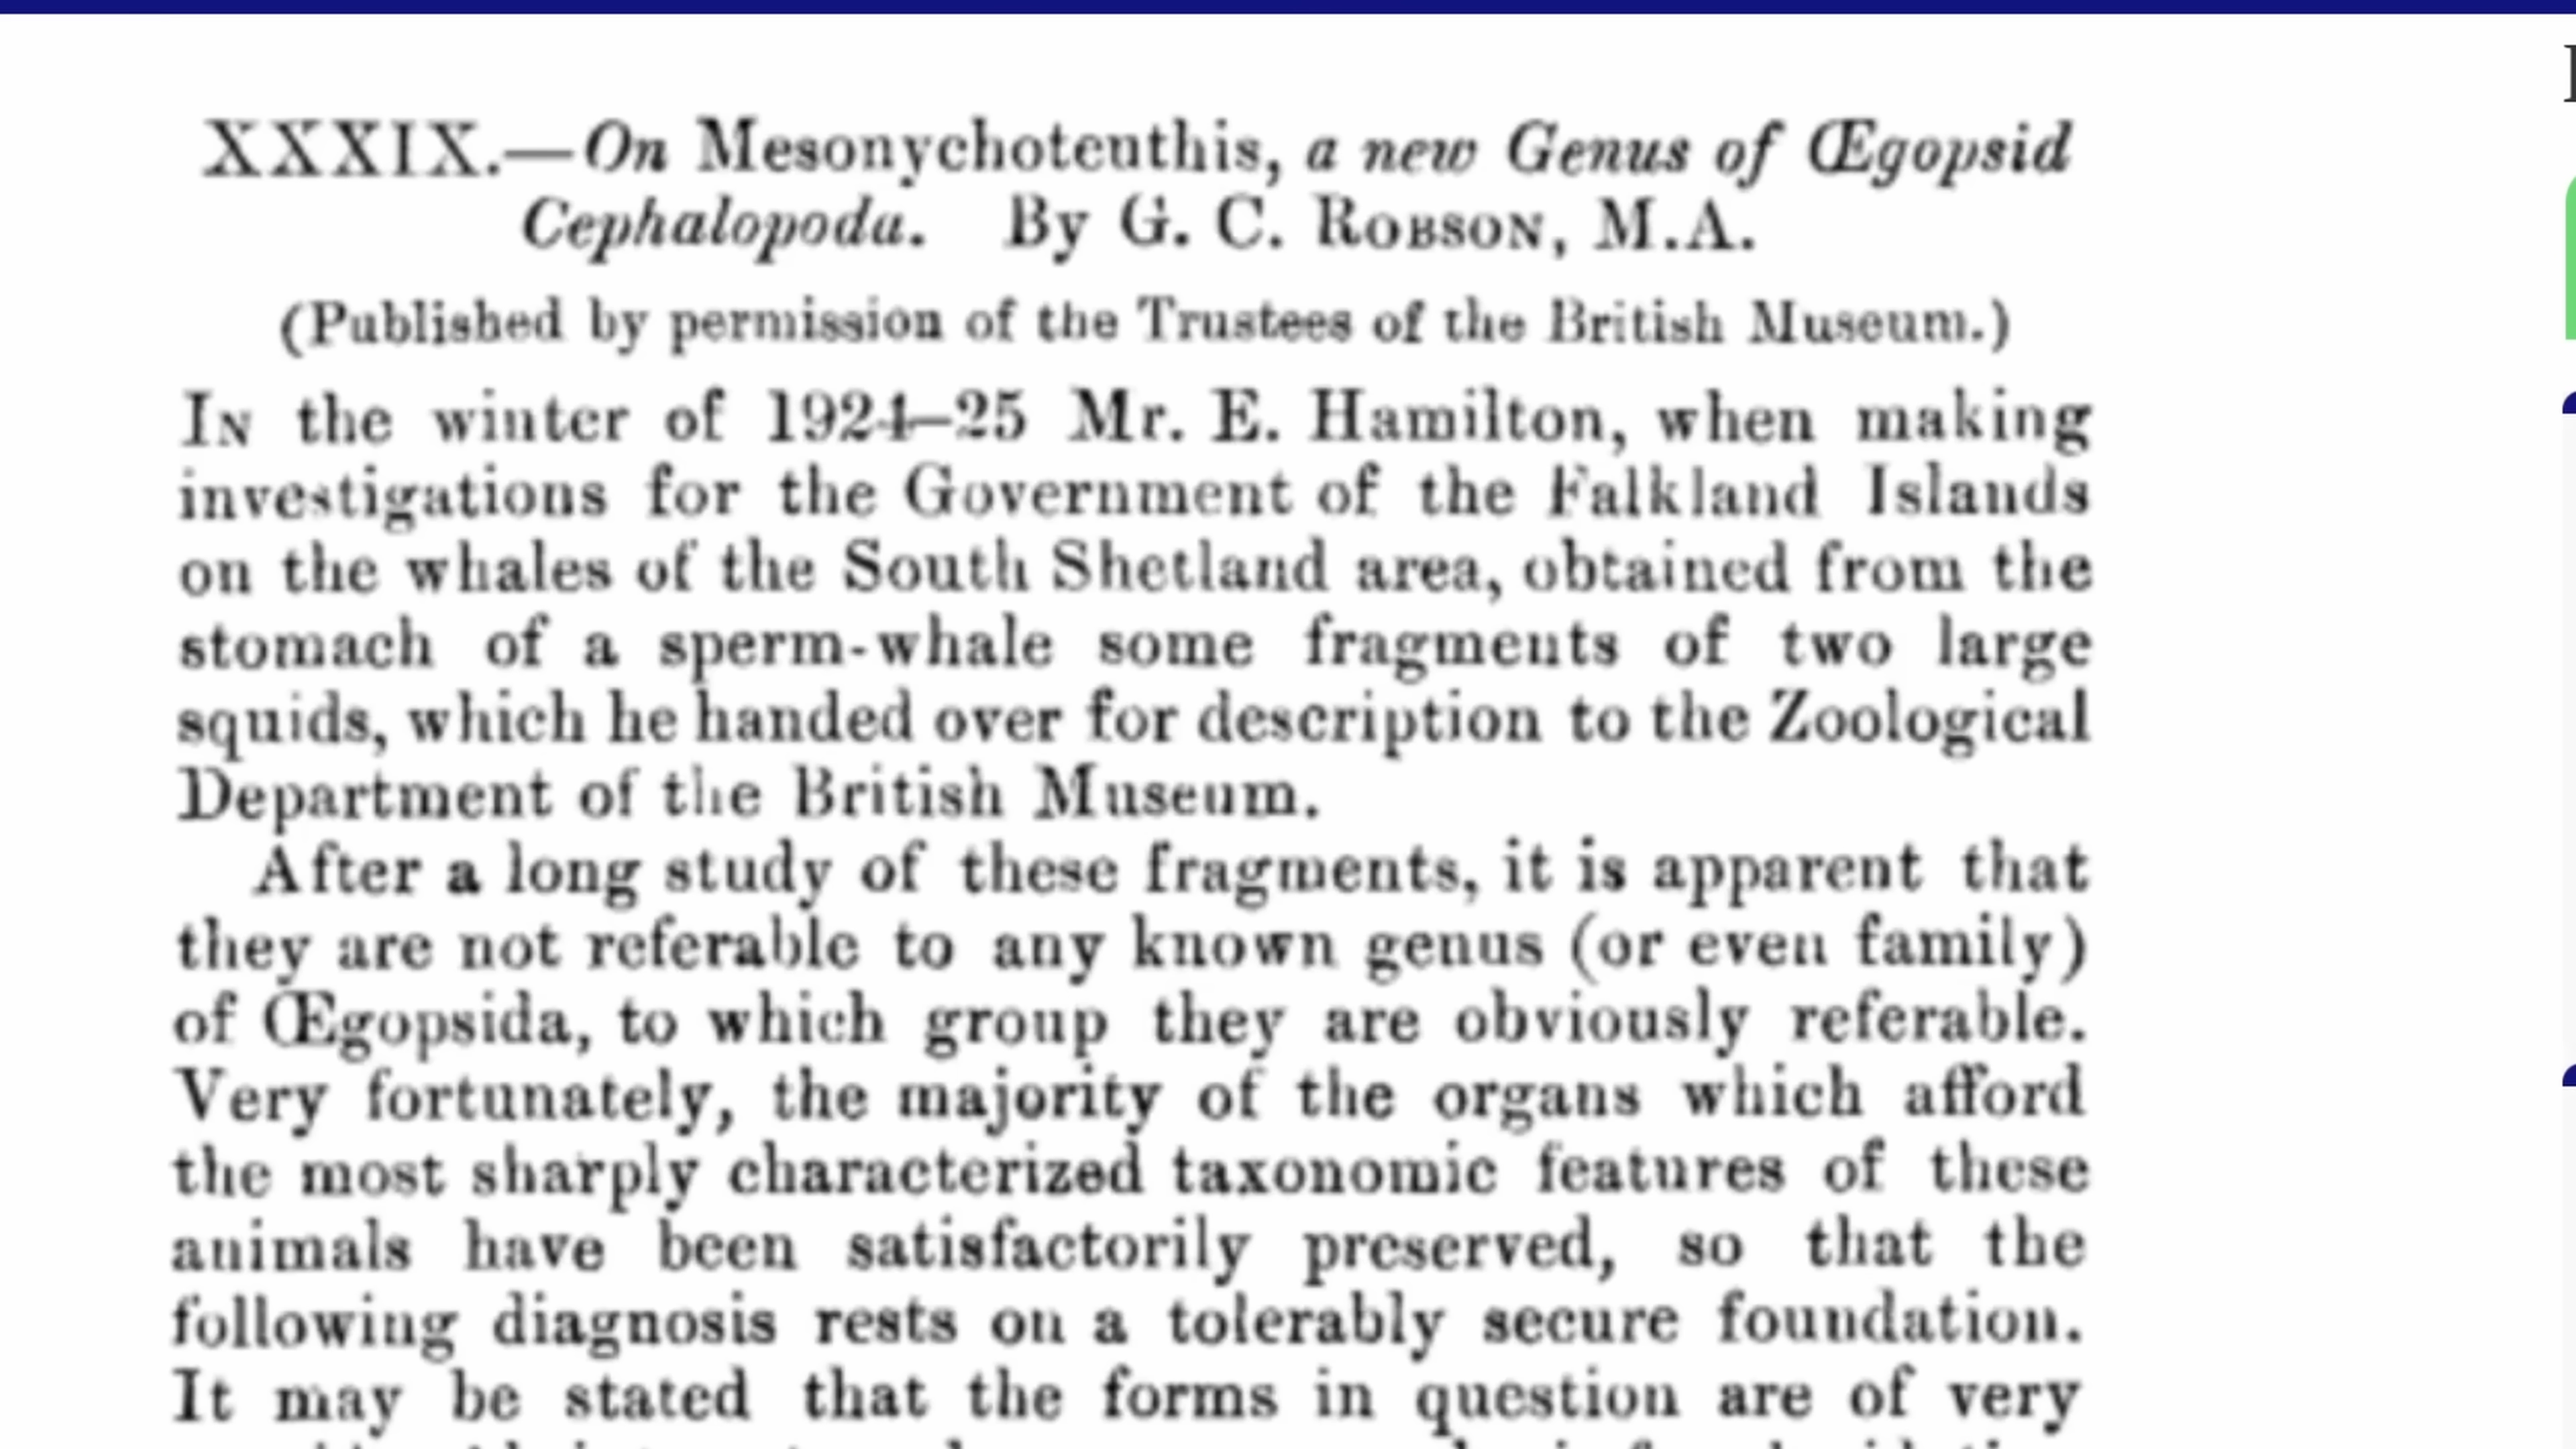 XXXIX.—On Mesonychoteuthis, a new Genus of Œgopsid
Cephalopoda. By G. C. Robson, M.A.
(Published by permission of the Trustees of the British Museum.)
In the winter of 1924–25 Mr. E. Hamilton, when making
investigations for the Government of the Falkland Islands
on the whales of the South Shetland area, obtained from the
stomach of a sperm-whale some fragments of two large
squids, which he handed over for description to the Zoological
Department of the British Museum.
After a long study of these fragments, it is apparent that
they are not referable to any known genus (or even family)
of Œgopsida, to which group they are obviously referable.
Very fortunately, the majority of the organs which afford
the most sharply characterized taxonomic features of these
animals have been satisfactorily preserved, so that the
following diagnosis rests on a tolerably secure foundation.
It may be stated that the forms in question are of very